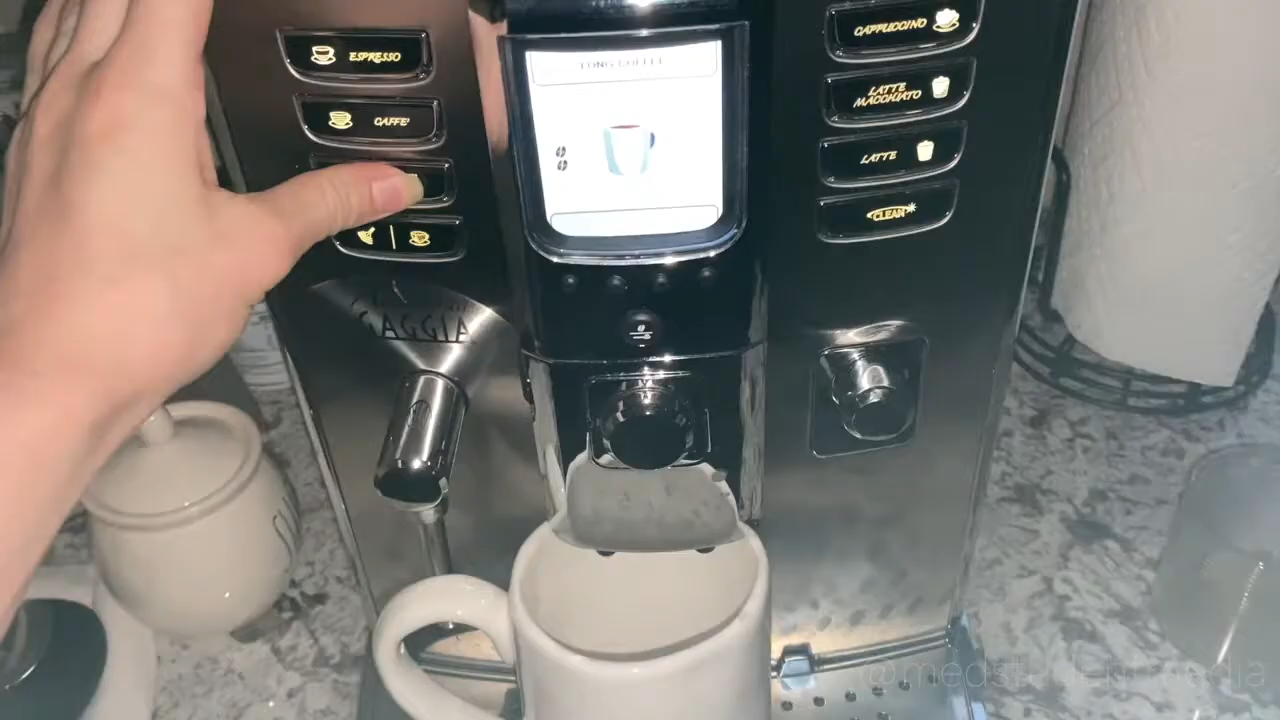 ESPRESSO
CAFFE'
LONG COFFEE
CAPPUCCINO
LATTE
MACCHIATO
LATTE
CLEAN
GAGGIA